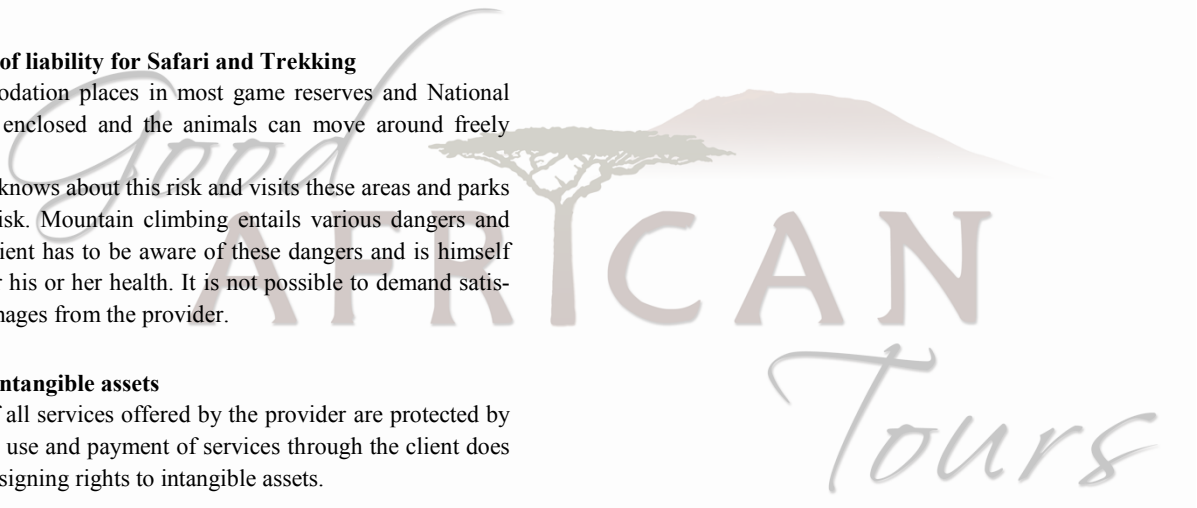 of liability for Safari and Trekking
odation places in most game reserves and National
enclosed and the animals can move around freely
knows about this risk and visits these areas and parks
isk. Mountain climbing entails various dangers and
ient has to be aware of these dangers and is himself
r his or her health. It is not possible to demand satis-
mages from the provider.
ntangible assets
f all services offered by the provider are protected by
use and payment of services through the client does
signing rights to intangible assets.
Good
AFRICAN
Tours